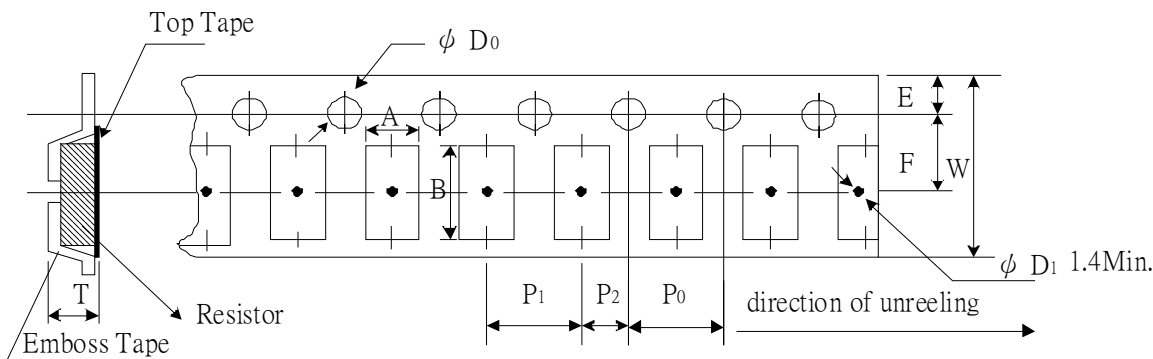 Top Tape
ϕ D0
E
A
F
W
B
ϕ D1 1.4Min.
T
P1
P2
P0
direction of unreeling
Resistor
Emboss Tape